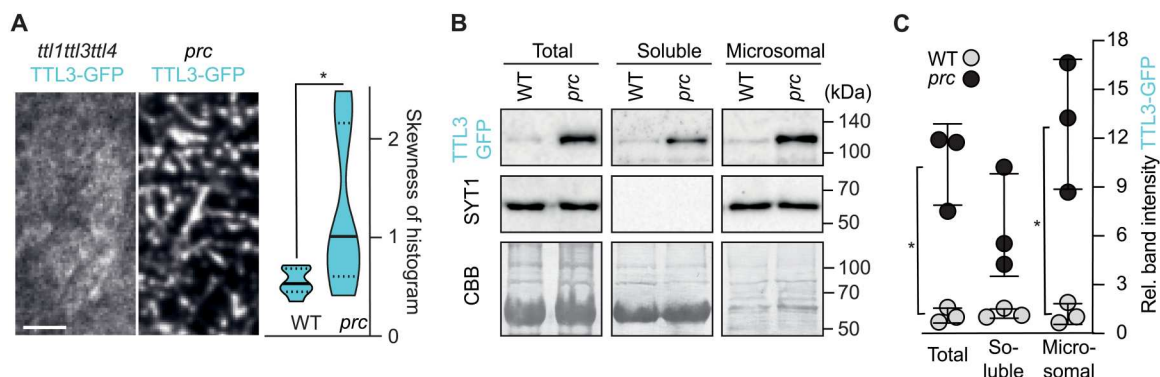 A
ttl1ttl3ttl4
TTL3-GFP
prc
TTL3-GFP
*
2
1
0
Skewness of histogram
WT
prc
B
Total
Soluble
Microsomal
WT
prc
WT
prc
WT
prc
(kDa)
TTL3
GFP
140
100
SYT1
70
50
CBB
100
70
50
C
WT
prc
18
15
12
9
6
3
0
*
*
Rel. band intensity TTL3-GFP
Total
So-
luble
Micro-
somal